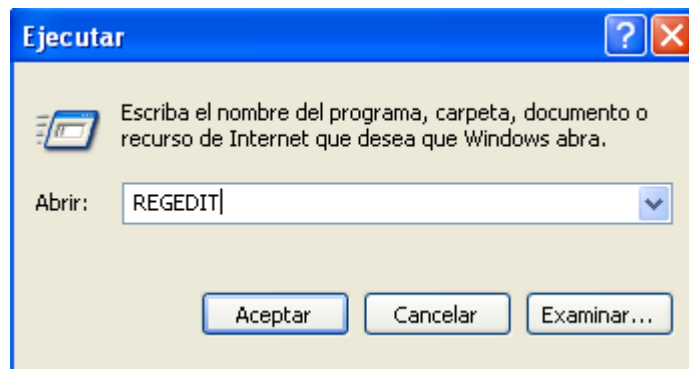 Ejecutar
Escriba el nombre del programa, carpeta, documento o
recurso de Internet que desea que Windows abra.
Abrir: REGEDIT
Aceptar Cancelar Examinar...